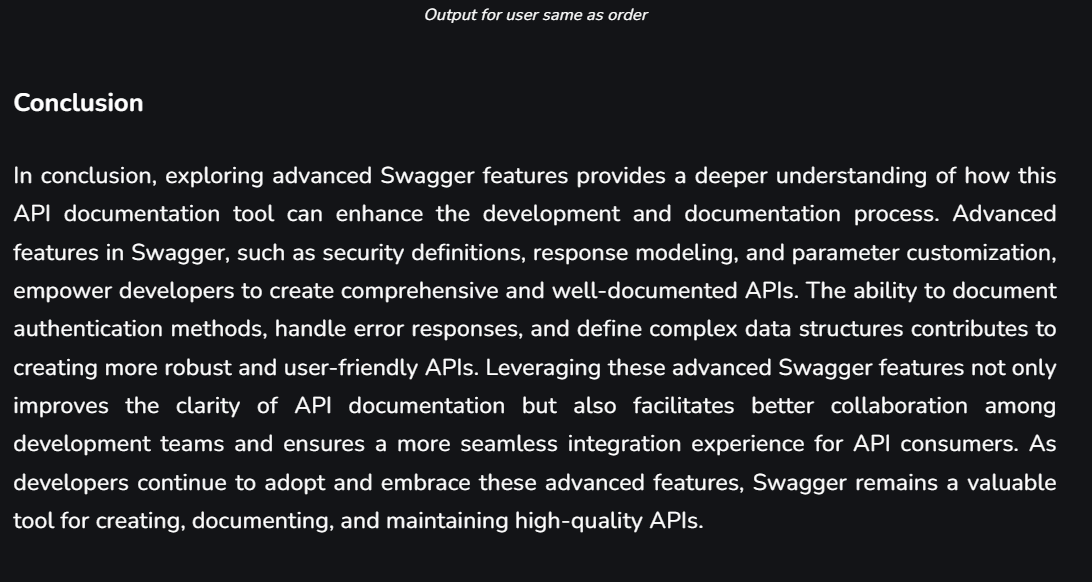 Output for user same as order
Conclusion
In conclusion, exploring advanced Swagger features provides a deeper understanding of how this
API documentation tool can enhance the development and documentation process. Advanced
features in Swagger, such as security definitions, response modeling, and parameter customization,
empower developers to create comprehensive and well-documented APIs. The ability to document
authentication methods, handle error responses, and define complex data structures contributes to
creating more robust and user-friendly APIs. Leveraging these advanced Swagger features not only
improves the clarity of API documentation but also facilitates better collaboration among
development teams and ensures a more seamless integration experience for API consumers. As
developers continue to adopt and embrace these advanced features, Swagger remains a valuable
tool for creating, documenting, and maintaining high-quality APIs.